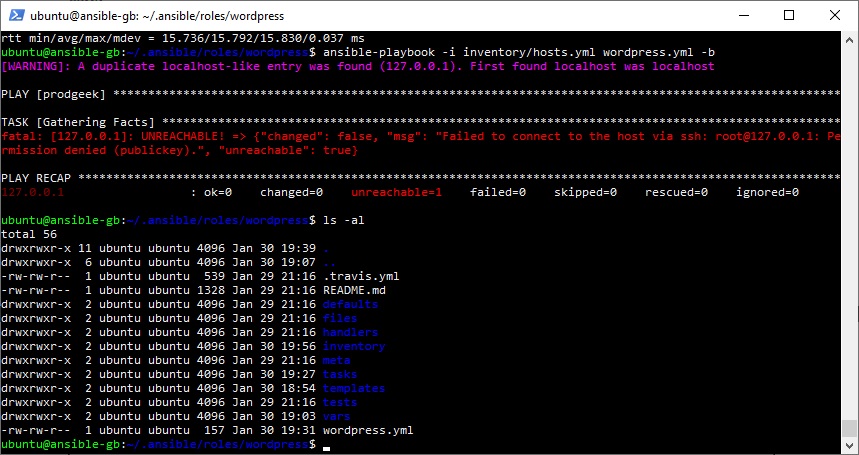 ubuntu@ansible-gb: ~/.ansible/roles/wordpress
rtt min/avg/max/mdev = 15.736/15.792/15.830/0.037 ms
ubuntu@ansible-gb:~/.ansible/roles/wordpress$ ansible-playbook -i inventory/hosts.yml wordpress.yml -b
[WARNING]: A duplicate localhost-like entry was found (127.0.0.1). First found localhost was localhost
PLAY [prodgeek] ******************************************************************************************
TASK [Gathering Facts] ***********************************************************************************
fatal: [127.0.0.1]: UNREACHABLE! => {"changed": false, "msg": "Failed to connect to the host via ssh: root@127.0.0.1: Pe
rmission denied (publickey).", "unreachable": true}
PLAY RECAP ***********************************************************************************************
127.0.0.1 : ok=0 changed=0 unreachable=1 failed=0 skipped=0 rescued=0 ignored=0
ubuntu@ansible-gb:~/.ansible/roles/wordpress$ ls -al
total 56
drwxrwxr-x 11 ubuntu ubuntu 4096 Jan 30 19:39 .
drwxrwxr-x 6 ubuntu ubuntu 4096 Jan 30 19:07 ..
-rw-rw-r-- 1 ubuntu ubuntu 539 Jan 29 21:16 .travis.yml
-rw-rw-r-- 1 ubuntu ubuntu 1328 Jan 29 21:16 README.md
drwxrwxr-x 2 ubuntu ubuntu 4096 Jan 29 21:16 defaults
drwxrwxr-x 2 ubuntu ubuntu 4096 Jan 29 21:16 files
drwxrwxr-x 2 ubuntu ubuntu 4096 Jan 29 21:16 handlers
drwxrwxr-x 2 ubuntu ubuntu 4096 Jan 30 19:56 inventory
drwxrwxr-x 2 ubuntu ubuntu 4096 Jan 29 21:16 meta
drwxrwxr-x 2 ubuntu ubuntu 4096 Jan 30 19:27 tasks
drwxrwxr-x 2 ubuntu ubuntu 4096 Jan 30 18:54 templates
drwxrwxr-x 2 ubuntu ubuntu 4096 Jan 29 21:16 tests
drwxrwxr-x 2 ubuntu ubuntu 4096 Jan 30 19:03 vars
-rw-rw-r-- 1 ubuntu ubuntu 157 Jan 30 19:31 wordpress.yml
ubuntu@ansible-gb:~/.ansible/roles/wordpress$